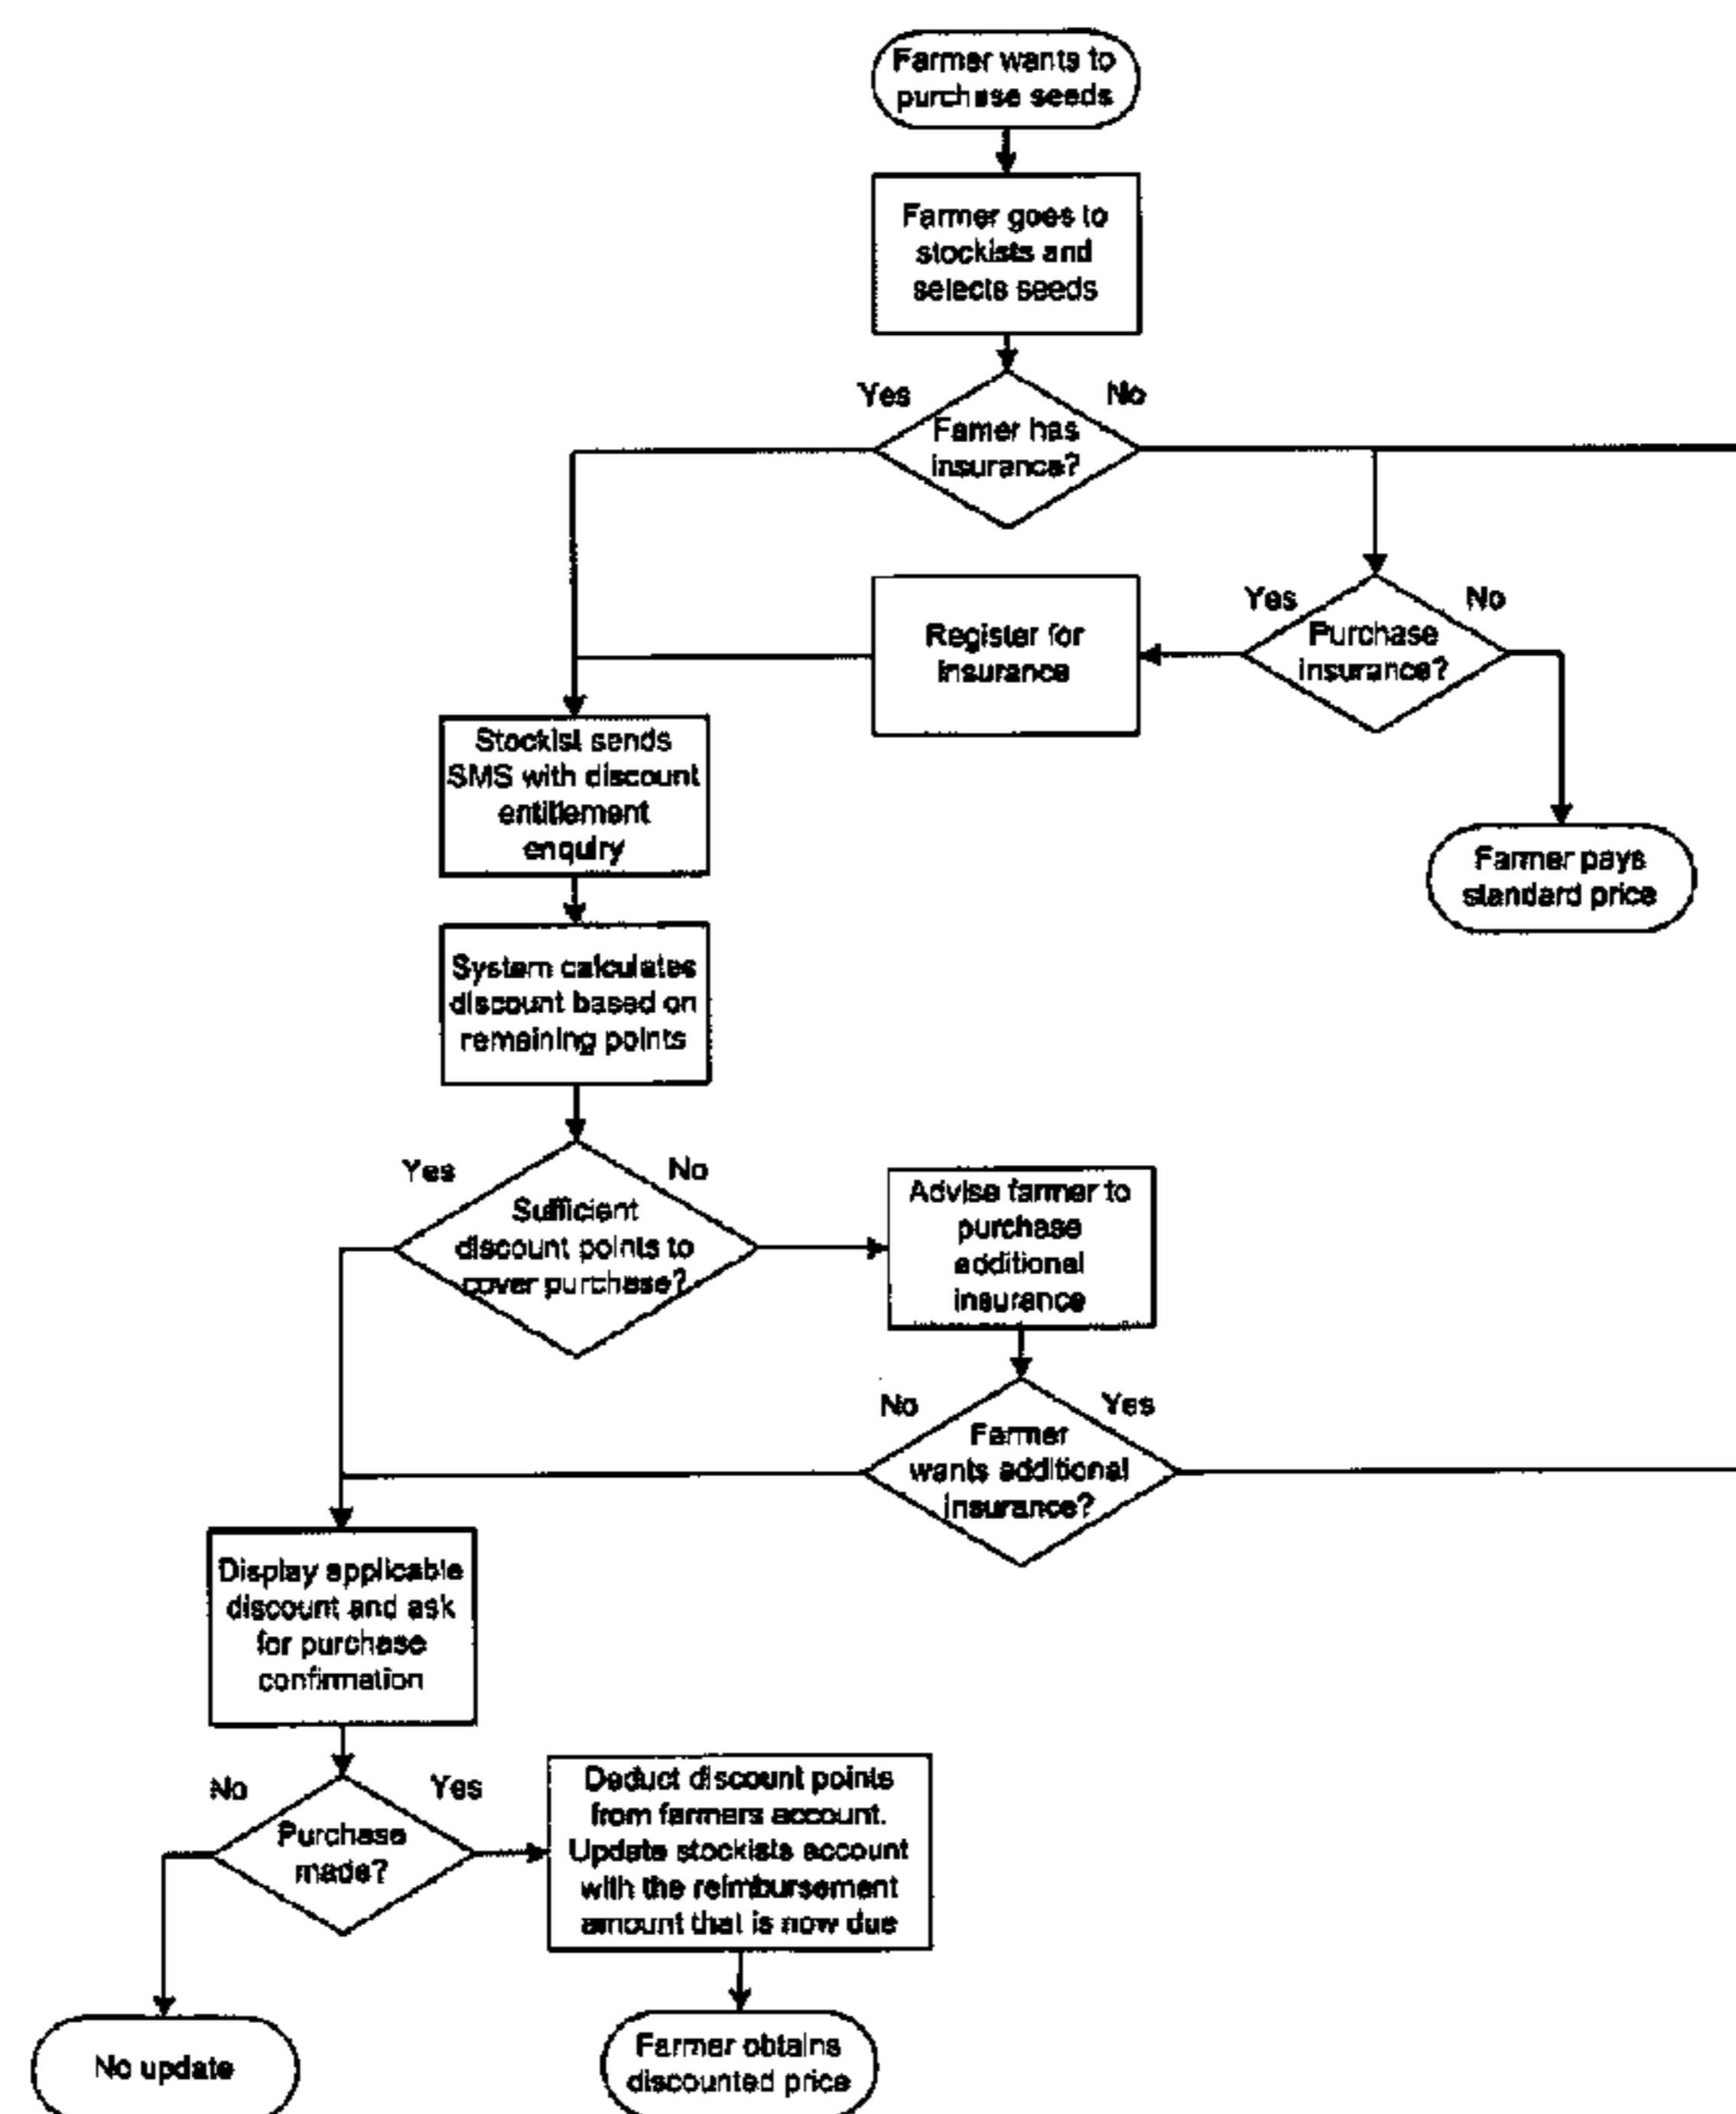 Farmer wants to
purchase seeds
Farmer goes to
stockists and
selects seeds
Yes
No
Famer has
insurance?
Register for
insurance
Yes
No
Purchase
insurance?
Stockist sends
SMS with discount
entitlement
enquiry
Farmer pays
standard price
System calculates
discount based on
remaining points
Yes
No
Sufficient
discount points to
cover purchase?
Advise farmer to
purchase
additional
insurance
No
Yes
Farmer
wants additional
insurance?
Display applicable
discount and ask
for purchase
confirmation
No
Yes
Purchase
made?
Deduct discount points
from farmers account.
Update stockists account
with the reimbursement
amount that is now due
No update
Farmer obtains
discounted price